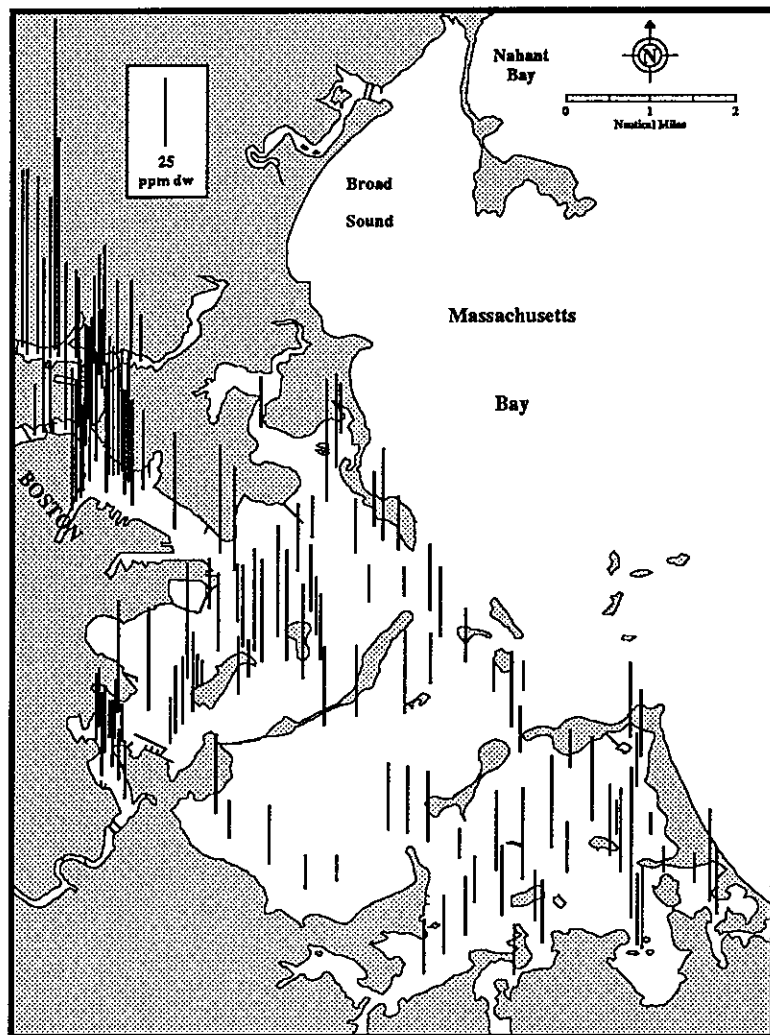 Nahant
Bay
N
0 1 2
Nautical Miles
25
ppm dw
Broad
Sound
Massachusetts
Bay
BOSTON